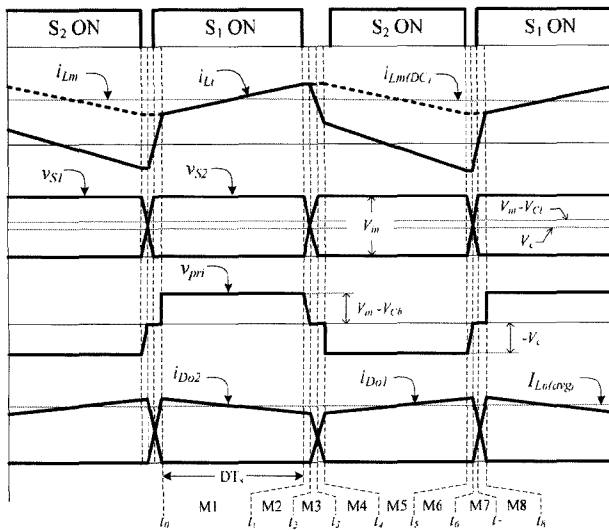 S2 ON
S1 ON
S2 ON
S1 ON
iLm
iLt
iLm(DC)
vS1
vS2
Vin-VCb
Vin
Vc
vpri
Vin-VCb
-Vc
iDo2
iDo1
ILo(avg)
DTs
M1 M2 M3 M4 M5 M6 M7 M8
t0 t1 t2 t3 t4 t5 t6 t7 t8